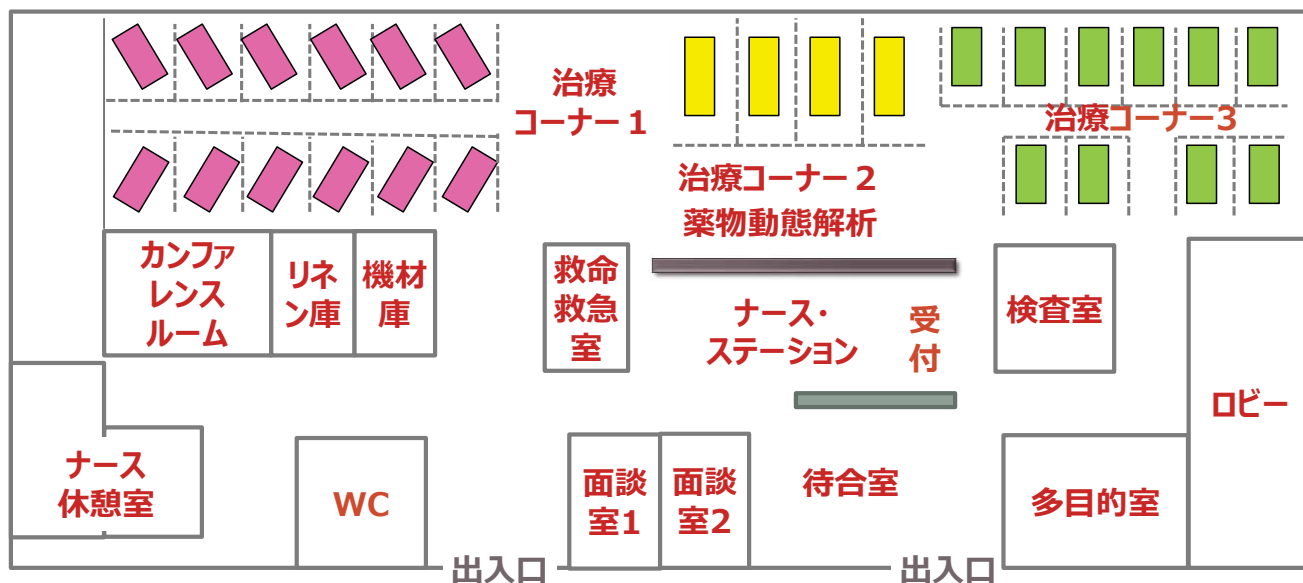 治療
コーナー１
治療コーナー２
薬物動態解析
治療コーナー3
カンファ
レンス
ルーム
リネ
ン庫
機材
庫
救命
救急
室
ナース・
ステーション
受
付
検査室
ロビー
ナース
休憩室
WC
面談
室1
面談
室2
待合室
多目的室
出入口
出入口